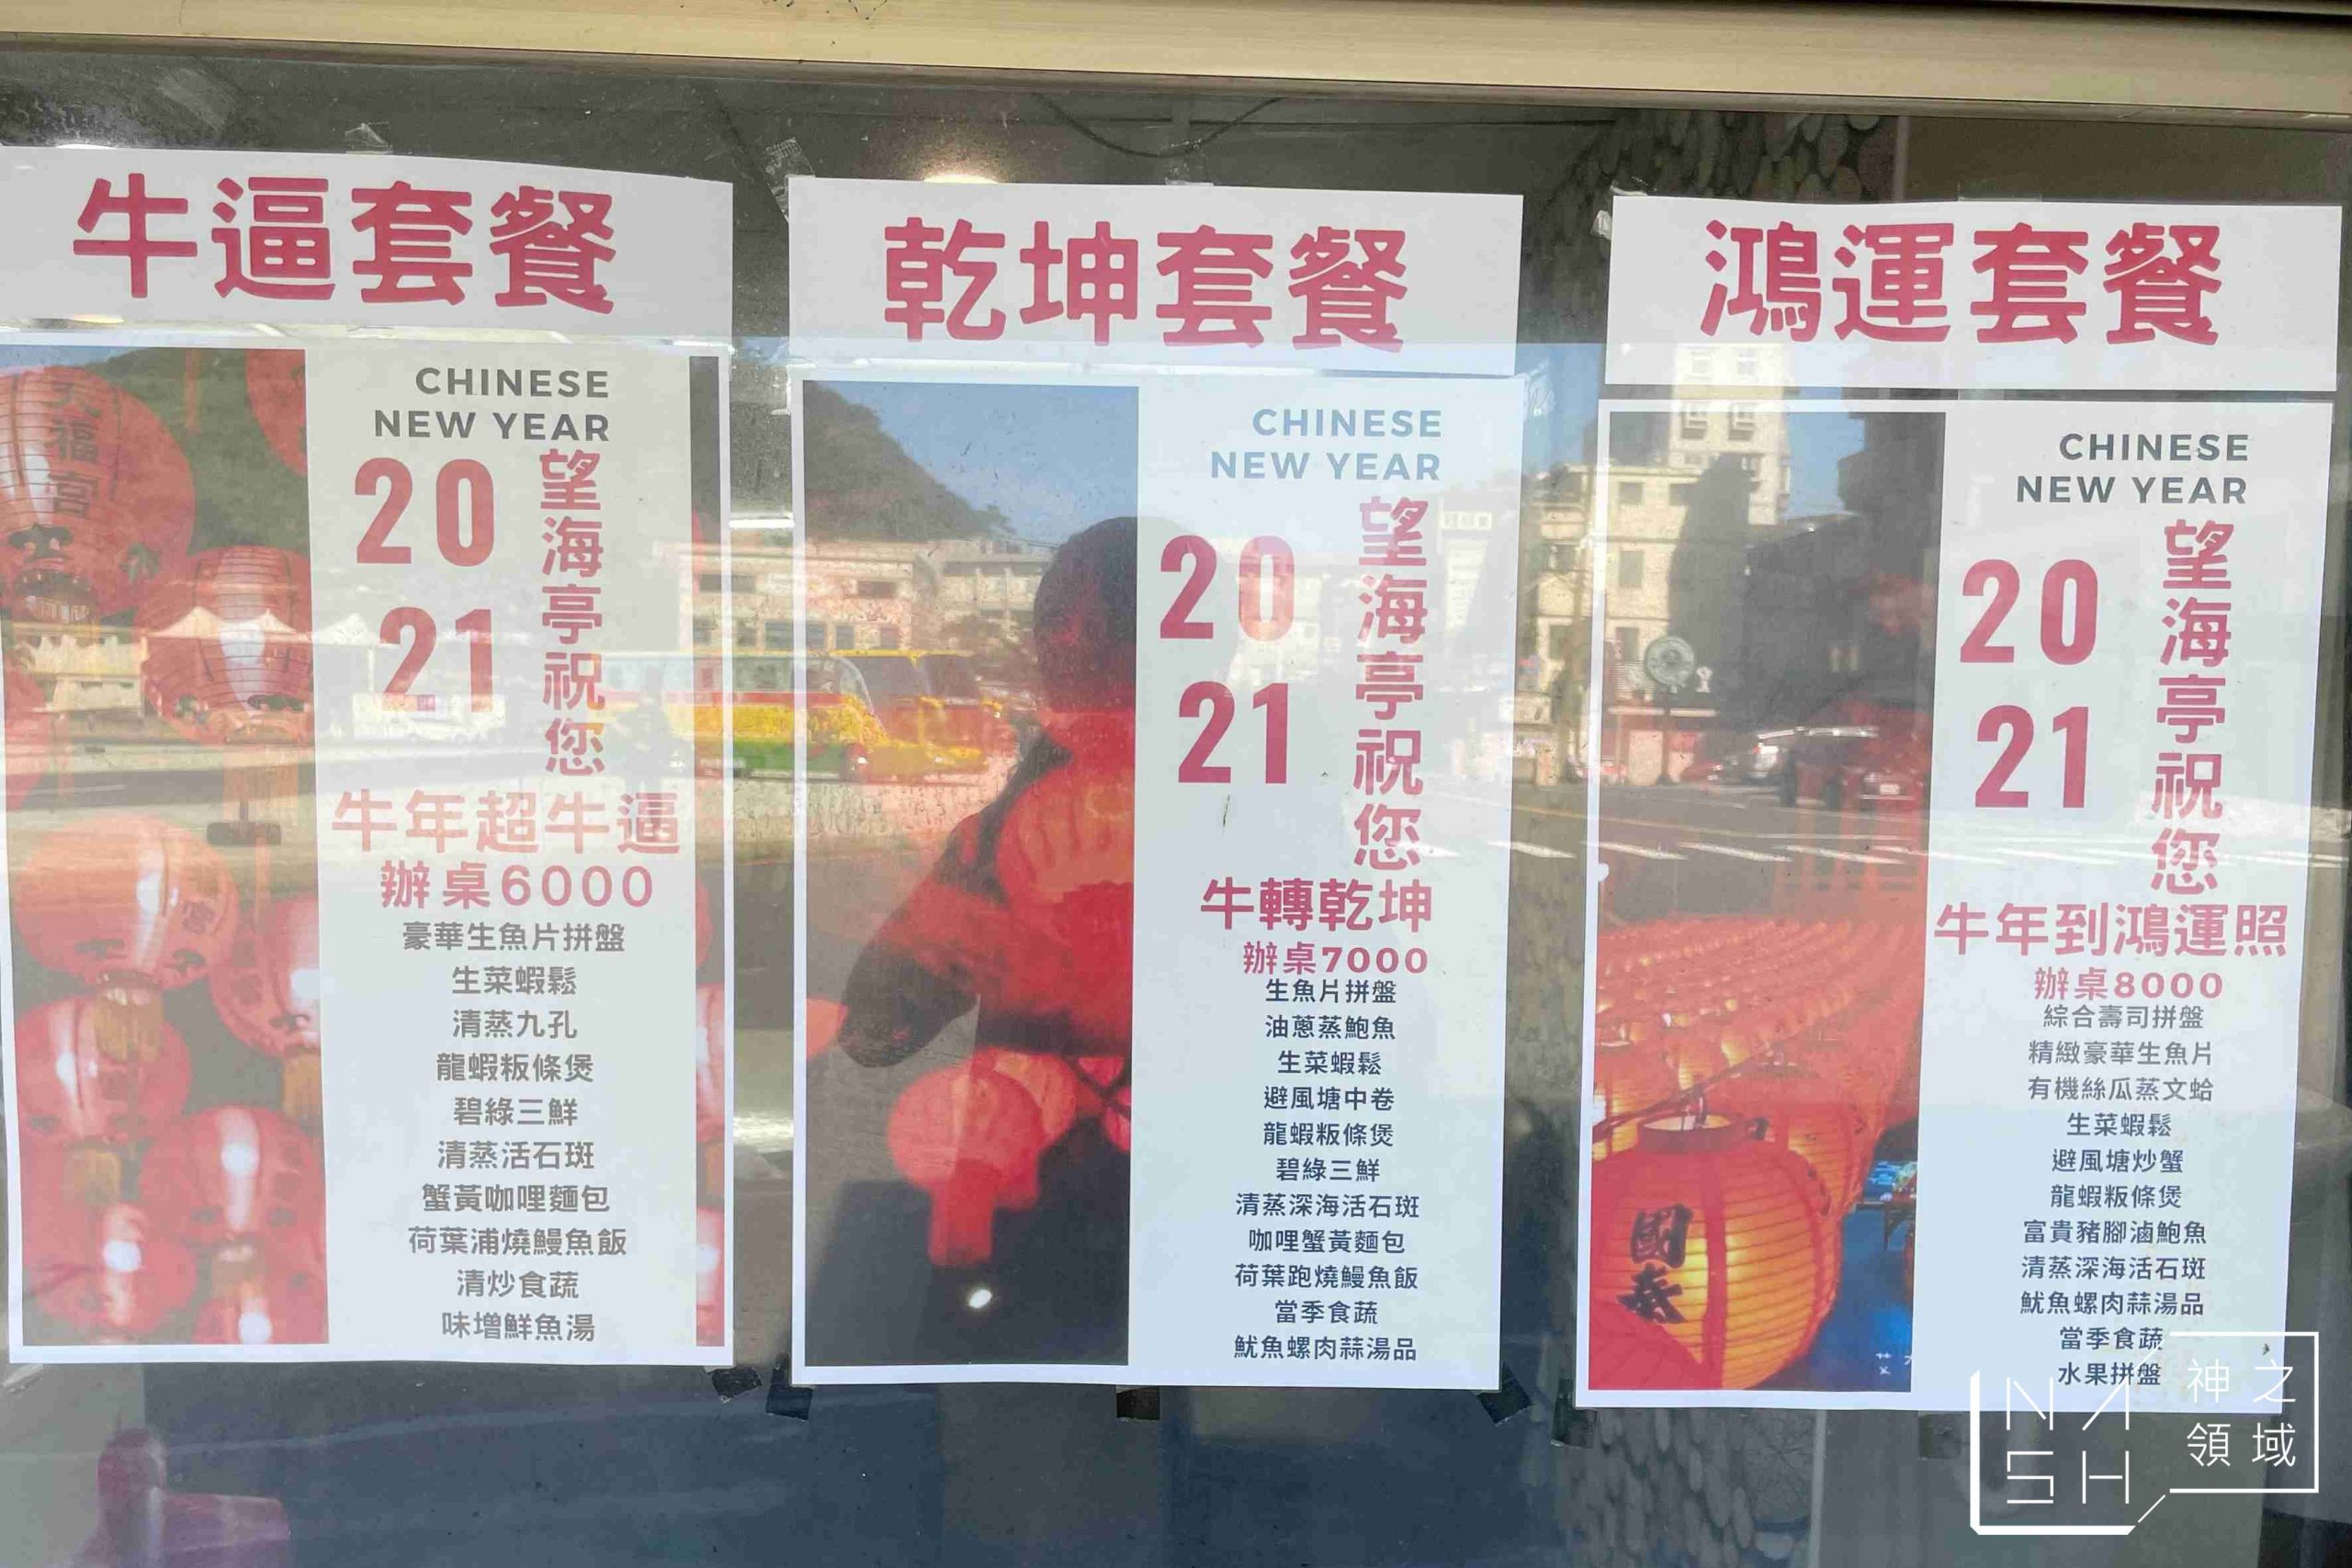 牛逼套餐
天福宮
CHINESE
NEW YEAR
20
21
望海亭祝您
牛年超牛逼
辦桌6000
豪華生魚片拼盤
生菜蝦鬆
清蒸九孔
龍蝦粄條煲
碧綠三鮮
清蒸活石斑
蟹黃咖哩麵包
荷葉浦燒鰻魚飯
清炒食蔬
味增鮮魚湯
乾坤套餐
CHINESE
NEW YEAR
20
21
望海亭祝您
牛轉乾坤
辦桌7000
生魚片拼盤
油蔥蒸鮑魚
生菜蝦鬆
避風塘中卷
龍蝦粄條煲
碧綠三鮮
清蒸深海活石斑
咖哩蟹黃麵包
荷葉跑燒鰻魚飯
當季食蔬
魷魚螺肉蒜湯品
鴻運套餐
CHINESE
NEW YEAR
20
21
望海亭祝您
牛年到鴻運照
辦桌8000
綜合壽司拼盤
精緻豪華生魚片
有機絲瓜蒸文蛤
生菜蝦鬆
避風塘炒蟹
龍蝦粄條煲
富貴豬腳滷鮑魚
清蒸深海活石斑
魷魚螺肉蒜湯品
當季食蔬
水果拼盤
國泰
NASH
神之領域